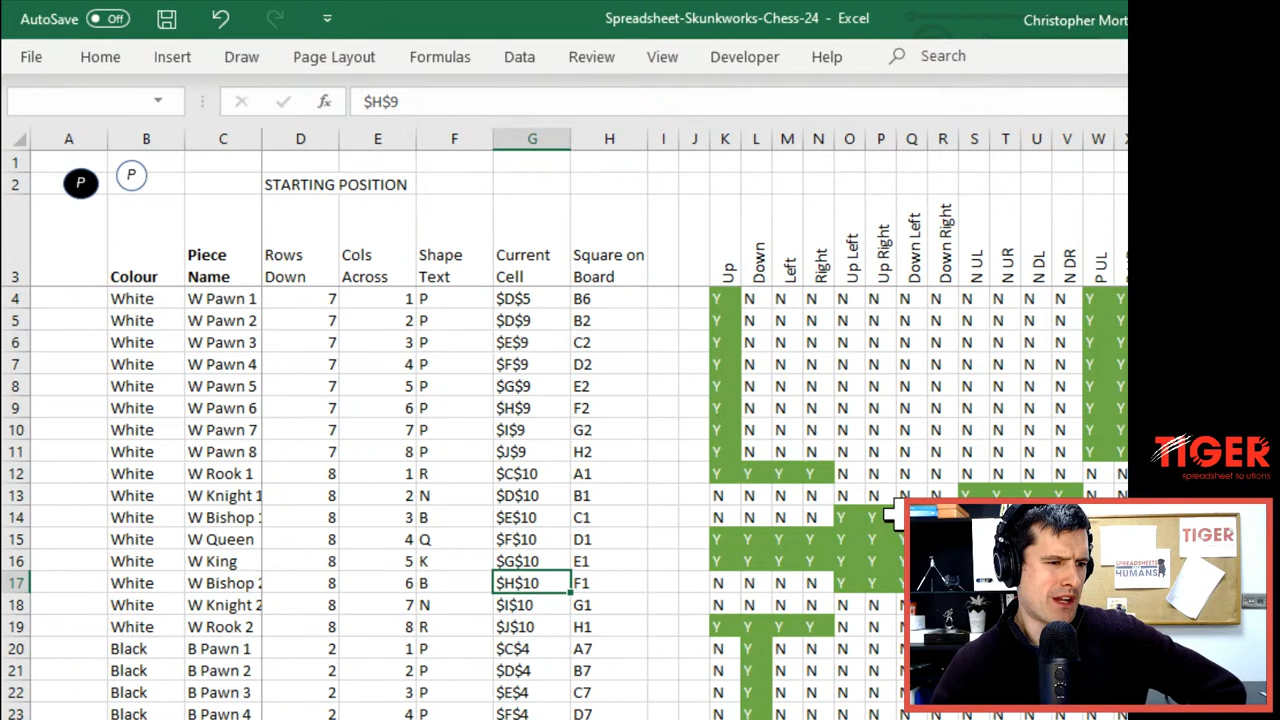 AutoSave Off Spreadsheet-Skunkworks-Chess-24 - Excel Christopher Mort
File Home Insert Draw Page Layout Formulas Data Review View Developer Help Search
fx $H$9
A B C D E F G H I J K L M N O P Q R S T U V W X
1
2 P P STARTING POSITION
3 Colour Piece Name Rows Down Cols Across Shape Text Current Cell Square on Board Up Down Left Right Up Left Up Right Down Left Down Right N UL N UR N DL N DR P UL
4 White W Pawn 1 7 1 P $D$5 B6 Y N N N N N N N N N N N Y Y
5 White W Pawn 2 7 2 P $D$9 B2 Y N N N N N N N N N N N Y Y
6 White W Pawn 3 7 3 P $E$9 C2 Y N N N N N N N N N N N Y Y
7 White W Pawn 4 7 4 P $F$9 D2 Y N N N N N N N N N N N Y Y
8 White W Pawn 5 7 5 P $G$9 E2 Y N N N N N N N N N N N Y Y
9 White W Pawn 6 7 6 P $H$9 F2 Y N N N N N N N N N N N Y Y
10 White W Pawn 7 7 7 P $I$9 G2 Y N N N N N N N N N N N Y Y
11 White W Pawn 8 7 8 P $J$9 H2 Y N N N N N N N N N N N Y Y
12 White W Rook 1 8 1 R $C$10 A1 Y Y Y Y N N N N N N N N N N
13 White W Knight 1 8 2 N $D$10 B1 N N N N N N N N Y Y Y Y N N
14 White W Bishop 8 3 B $E$10 C1 N N N N Y Y
15 White W Queen 8 4 Q $F$10 D1 Y Y Y Y Y Y Y
16 White W King 8 5 K $G$10 E1 Y Y Y Y Y Y Y
17 White W Bishop 2 8 6 B $H$10 F1 N N N N Y Y Y
18 White W Knight 2 8 7 N $I$10 G1 N N N N N N N
19 White W Rook 2 8 8 R $J$10 H1 Y Y Y Y N N N
20 Black B Pawn 1 2 1 P $C$4 A7 N Y N N N N N
21 Black B Pawn 2 2 2 P $D$4 B7 N Y N N N N N
22 Black B Pawn 3 2 3 P $E$4 C7 N Y N N N N N
23 Black B Pawn 4 2 4 P $F$4 D7 N Y N N N N N
TIGER
spreadsheet solutions
TIGER
SPREADSHEETS
HUMANS